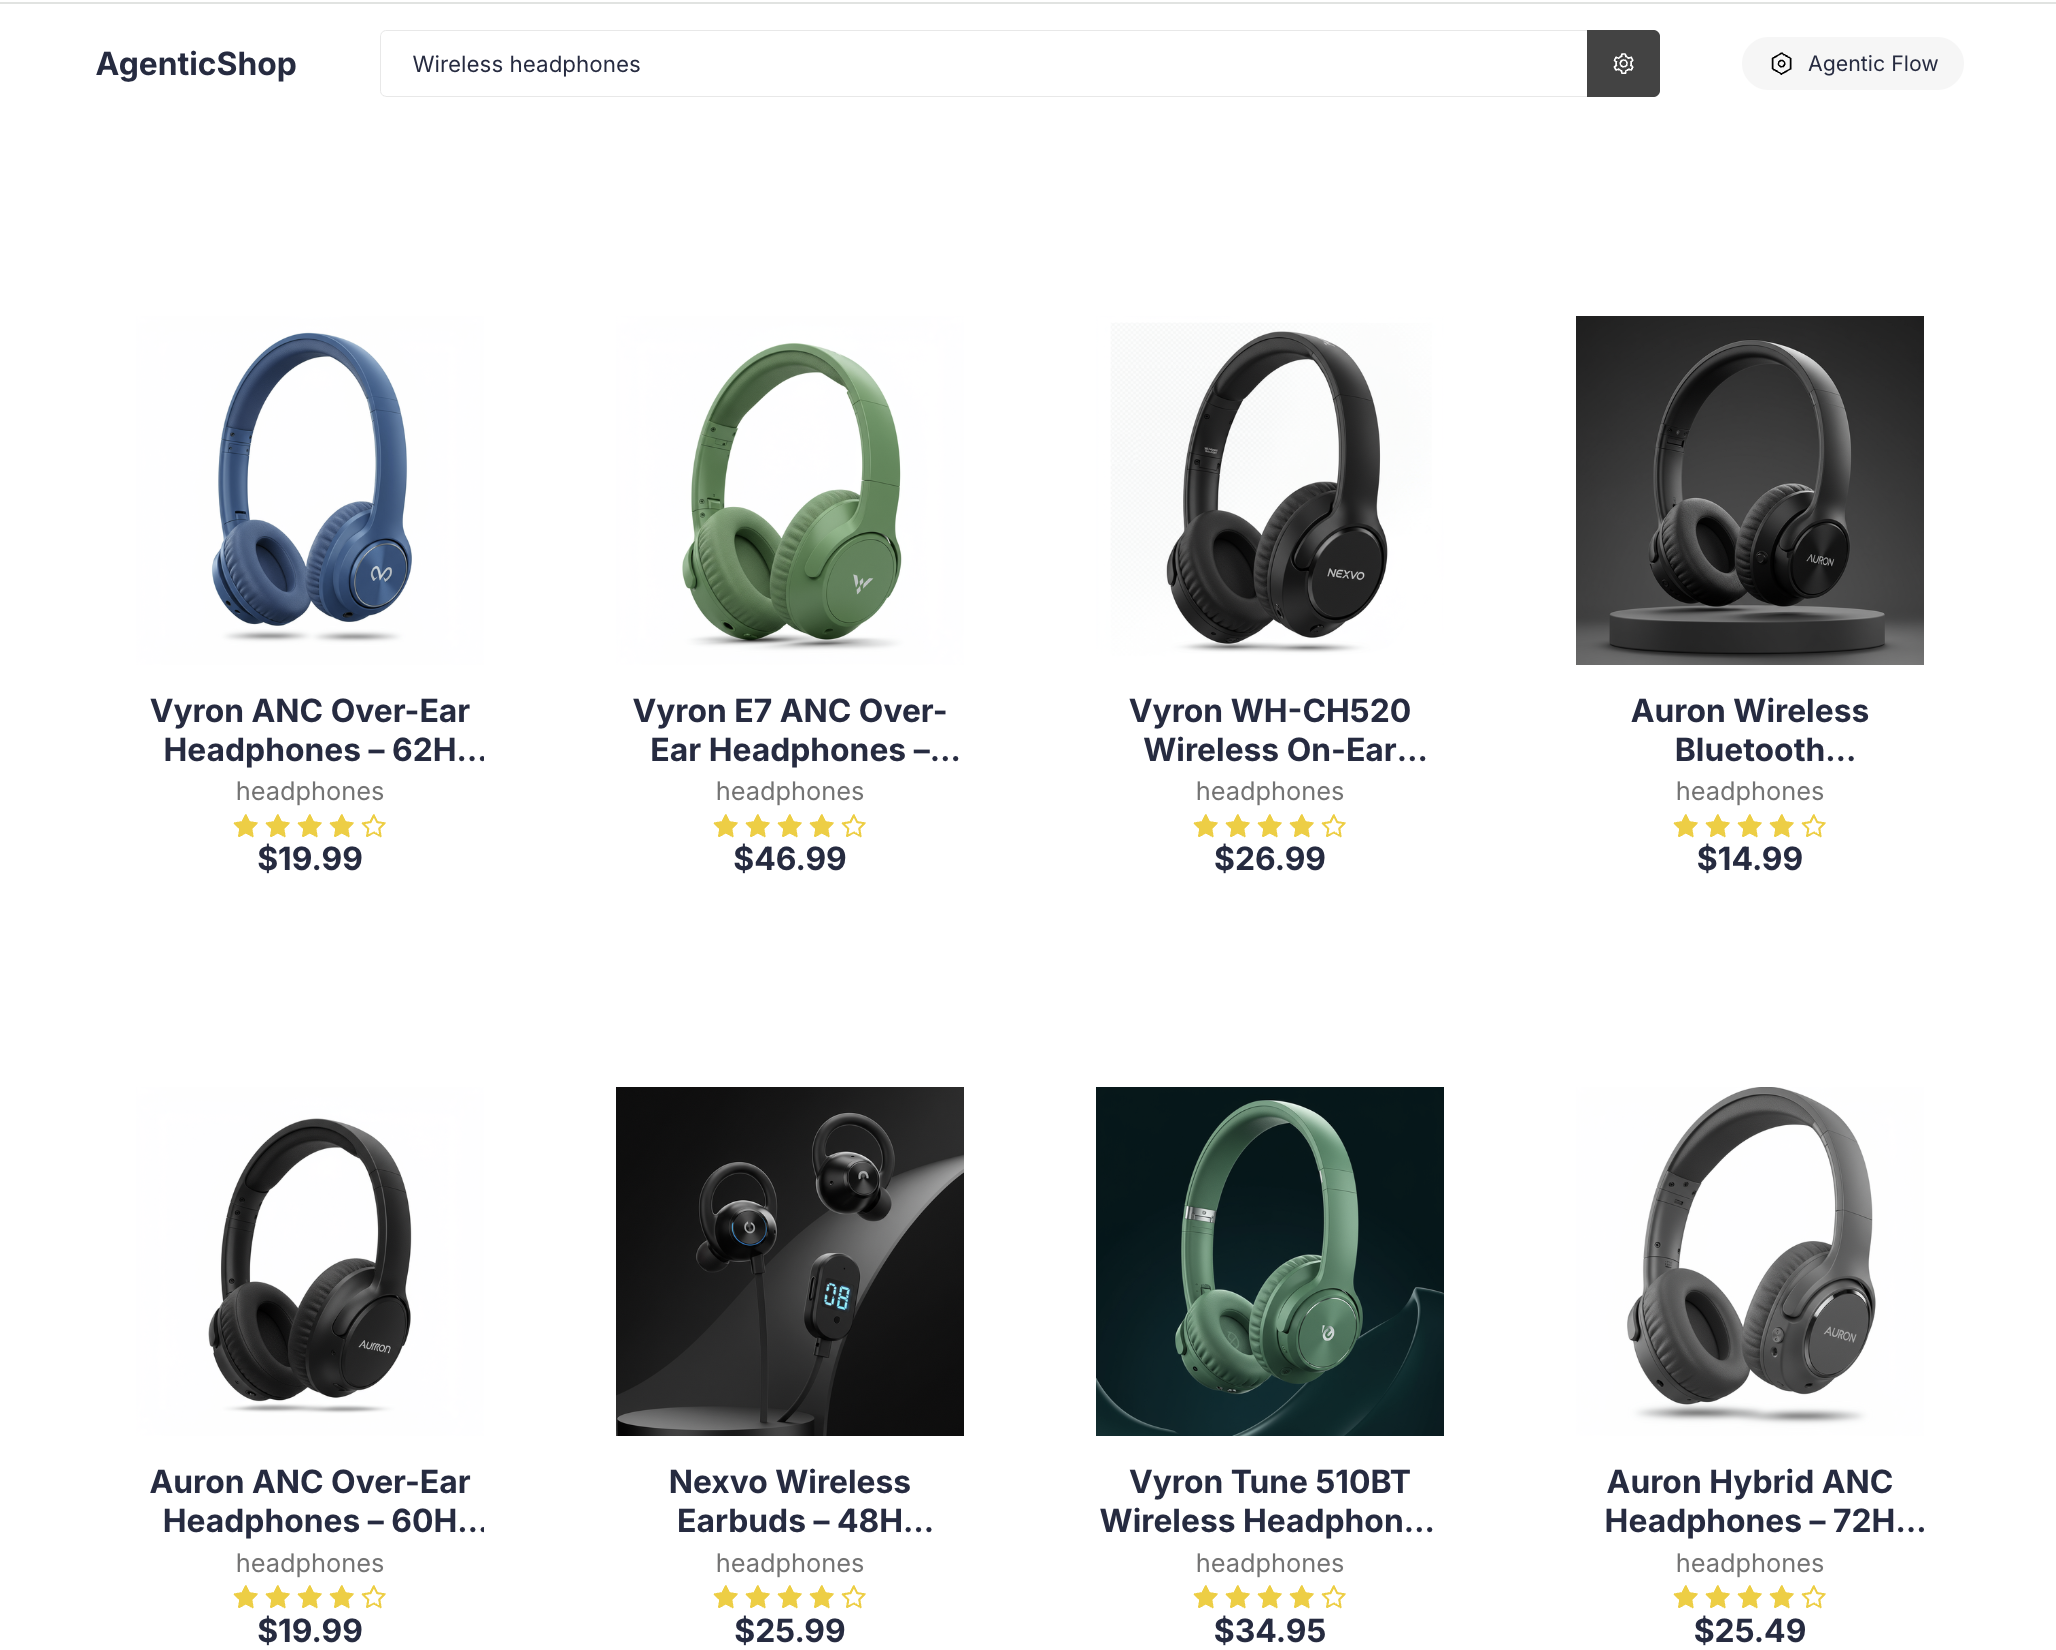 AgenticShop
Wireless headphones
Agentic Flow
NEXVO
AURON
Vyron ANC Over-Ear
Headphones – 62H...
headphones
$19.99
Vyron E7 ANC Over-
Ear Headphones –...
headphones
$46.99
Vyron WH-CH520
Wireless On-Ear...
headphones
$26.99
Auron Wireless
Bluetooth...
headphones
$14.99
AURRON
08
AURON
Auron ANC Over-Ear
Headphones – 60H...
headphones
$19.99
Nexvo Wireless
Earbuds – 48H...
headphones
$25.99
Vyron Tune 510BT
Wireless Headphon...
headphones
$34.95
Auron Hybrid ANC
Headphones – 72H...
headphones
$25.49